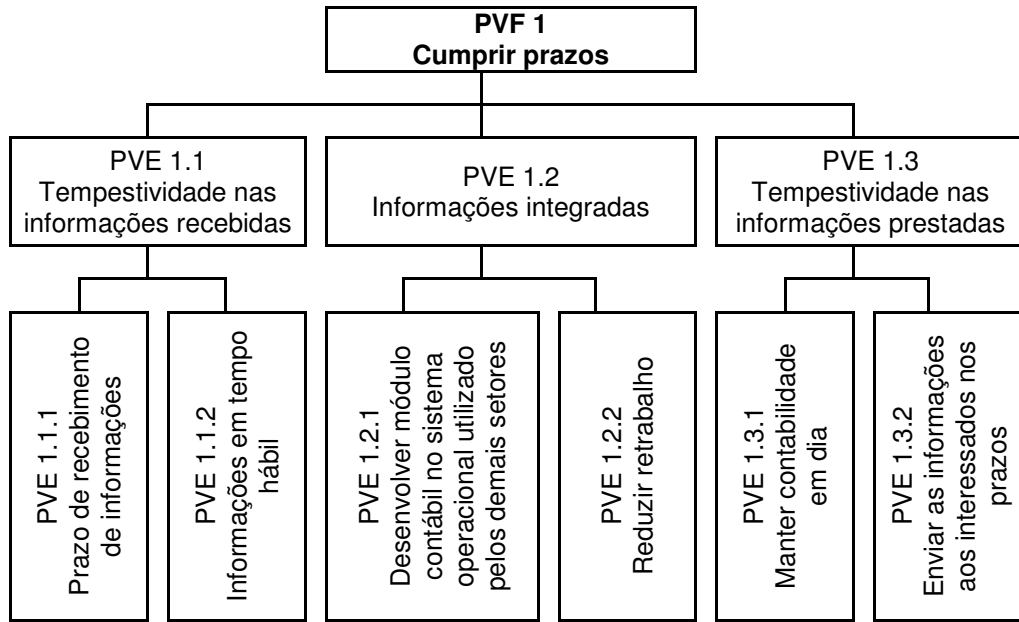 PVF 1
Cumprir prazos
PVE 1.1
Tempestividade nas
informações recebidas
PVE 1.2
Informações integradas
PVE 1.3
Tempestividade nas
informações prestadas
PVE 1.1.1
Prazo de recebimento
de informações
PVE 1.1.2
Informações em tempo
hábil
PVE 1.2.1
Desenvolver módulo
contábil no sistema
operacional utilizado
pelos demais setores
PVE 1.2.2
Reduzir retrabalho
PVE 1.3.1
Manter contabilidade
em dia
PVE 1.3.2
Enviar as informações
aos interessados nos
prazos